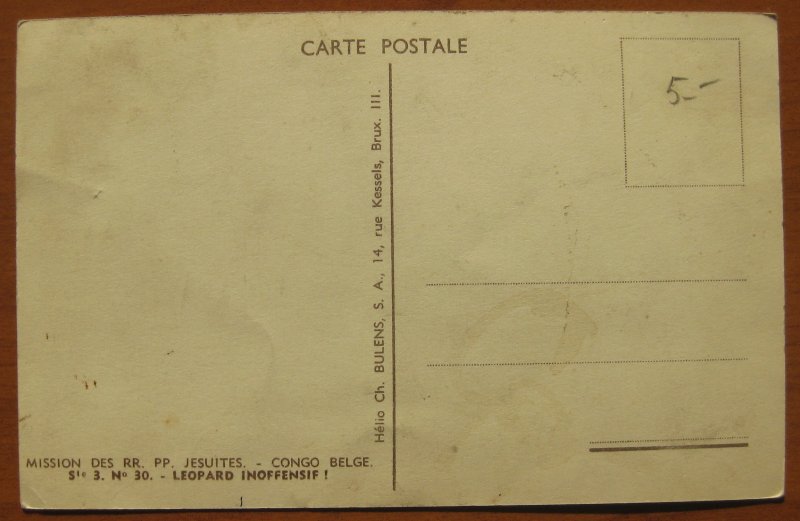 CARTE POSTALE
5.-
Hélio Ch. BULENS, S. A., 14, rue Kessels, Brux. III.
MISSION DES RR. PP. JESUITES. - CONGO BELGE.
Sie 3. No 30. - LEOPARD INOFFENSIF !